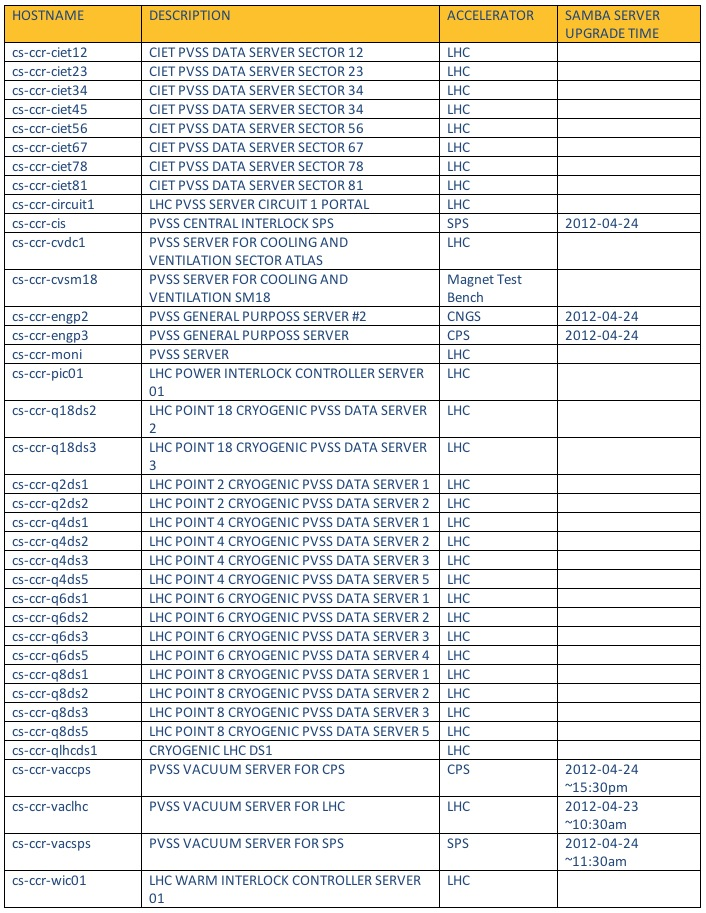 HOSTNAME DESCRIPTION ACCELERATOR SAMBA SERVER
UPGRADE TIME
cs-ccr-ciet12 CIET PVSS DATA SERVER SECTOR 12 LHC
cs-ccr-ciet23 CIET PVSS DATA SERVER SECTOR 23 LHC
cs-ccr-ciet34 CIET PVSS DATA SERVER SECTOR 34 LHC
cs-ccr-ciet45 CIET PVSS DATA SERVER SECTOR 34 LHC
cs-ccr-ciet56 CIET PVSS DATA SERVER SECTOR 56 LHC
cs-ccr-ciet67 CIET PVSS DATA SERVER SECTOR 67 LHC
cs-ccr-ciet78 CIET PVSS DATA SERVER SECTOR 78 LHC
cs-ccr-ciet81 CIET PVSS DATA SERVER SECTOR 81 LHC
cs-ccr-circuit1 LHC PVSS SERVER CIRCUIT 1 PORTAL LHC
cs-ccr-cis PVSS CENTRAL INTERLOCK SPS SPS 2012-04-24
cs-ccr-cvdc1 PVSS SERVER FOR COOLING AND LHC
VENTILATION SECTOR ATLAS
cs-ccr-cvsm18 PVSS SERVER FOR COOLING AND Magnet Test
VENTILATION SM18 Bench
cs-ccr-engp2 PVSS GENERAL PURPOSS SERVER #2 CNGS 2012-04-24
cs-ccr-engp3 PVSS GENERAL PURPOSS SERVER CPS 2012-04-24
cs-ccr-moni PVSS SERVER LHC
cs-ccr-pic01 LHC POWER INTERLOCK CONTROLLER SERVER LHC
01
cs-ccr-q18ds2 LHC POINT 18 CRYOGENIC PVSS DATA SERVER LHC
2
cs-ccr-q18ds3 LHC POINT 18 CRYOGENIC PVSS DATA SERVER LHC
3
cs-ccr-q2ds1 LHC POINT 2 CRYOGENIC PVSS DATA SERVER 1 LHC
cs-ccr-q2ds2 LHC POINT 2 CRYOGENIC PVSS DATA SERVER 2 LHC
cs-ccr-q4ds1 LHC POINT 4 CRYOGENIC PVSS DATA SERVER 1 LHC
cs-ccr-q4ds2 LHC POINT 4 CRYOGENIC PVSS DATA SERVER 2 LHC
cs-ccr-q4ds3 LHC POINT 4 CRYOGENIC PVSS DATA SERVER 3 LHC
cs-ccr-q4ds5 LHC POINT 4 CRYOGENIC PVSS DATA SERVER 5 LHC
cs-ccr-q6ds1 LHC POINT 6 CRYOGENIC PVSS DATA SERVER 1 LHC
cs-ccr-q6ds2 LHC POINT 6 CRYOGENIC PVSS DATA SERVER 2 LHC
cs-ccr-q6ds3 LHC POINT 6 CRYOGENIC PVSS DATA SERVER 3 LHC
cs-ccr-q6ds5 LHC POINT 6 CRYOGENIC PVSS DATA SERVER 4 LHC
cs-ccr-q8ds1 LHC POINT 8 CRYOGENIC PVSS DATA SERVER 1 LHC
cs-ccr-q8ds2 LHC POINT 8 CRYOGENIC PVSS DATA SERVER 2 LHC
cs-ccr-q8ds3 LHC POINT 8 CRYOGENIC PVSS DATA SERVER 3 LHC
cs-ccr-q8ds5 LHC POINT 8 CRYOGENIC PVSS DATA SERVER 5 LHC
cs-ccr-qlhcds1 CRYOGENIC LHC DS1 LHC
cs-ccr-vaccps PVSS VACUUM SERVER FOR CPS CPS 2012-04-24
~15:30pm
cs-ccr-vaclhc PVSS VACUUM SERVER FOR LHC LHC 2012-04-23
~10:30am
cs-ccr-vacsps PVSS VACUUM SERVER FOR SPS SPS 2012-04-24
~11:30am
cs-ccr-wic01 LHC WARM INTERLOCK CONTROLLER SERVER LHC
01